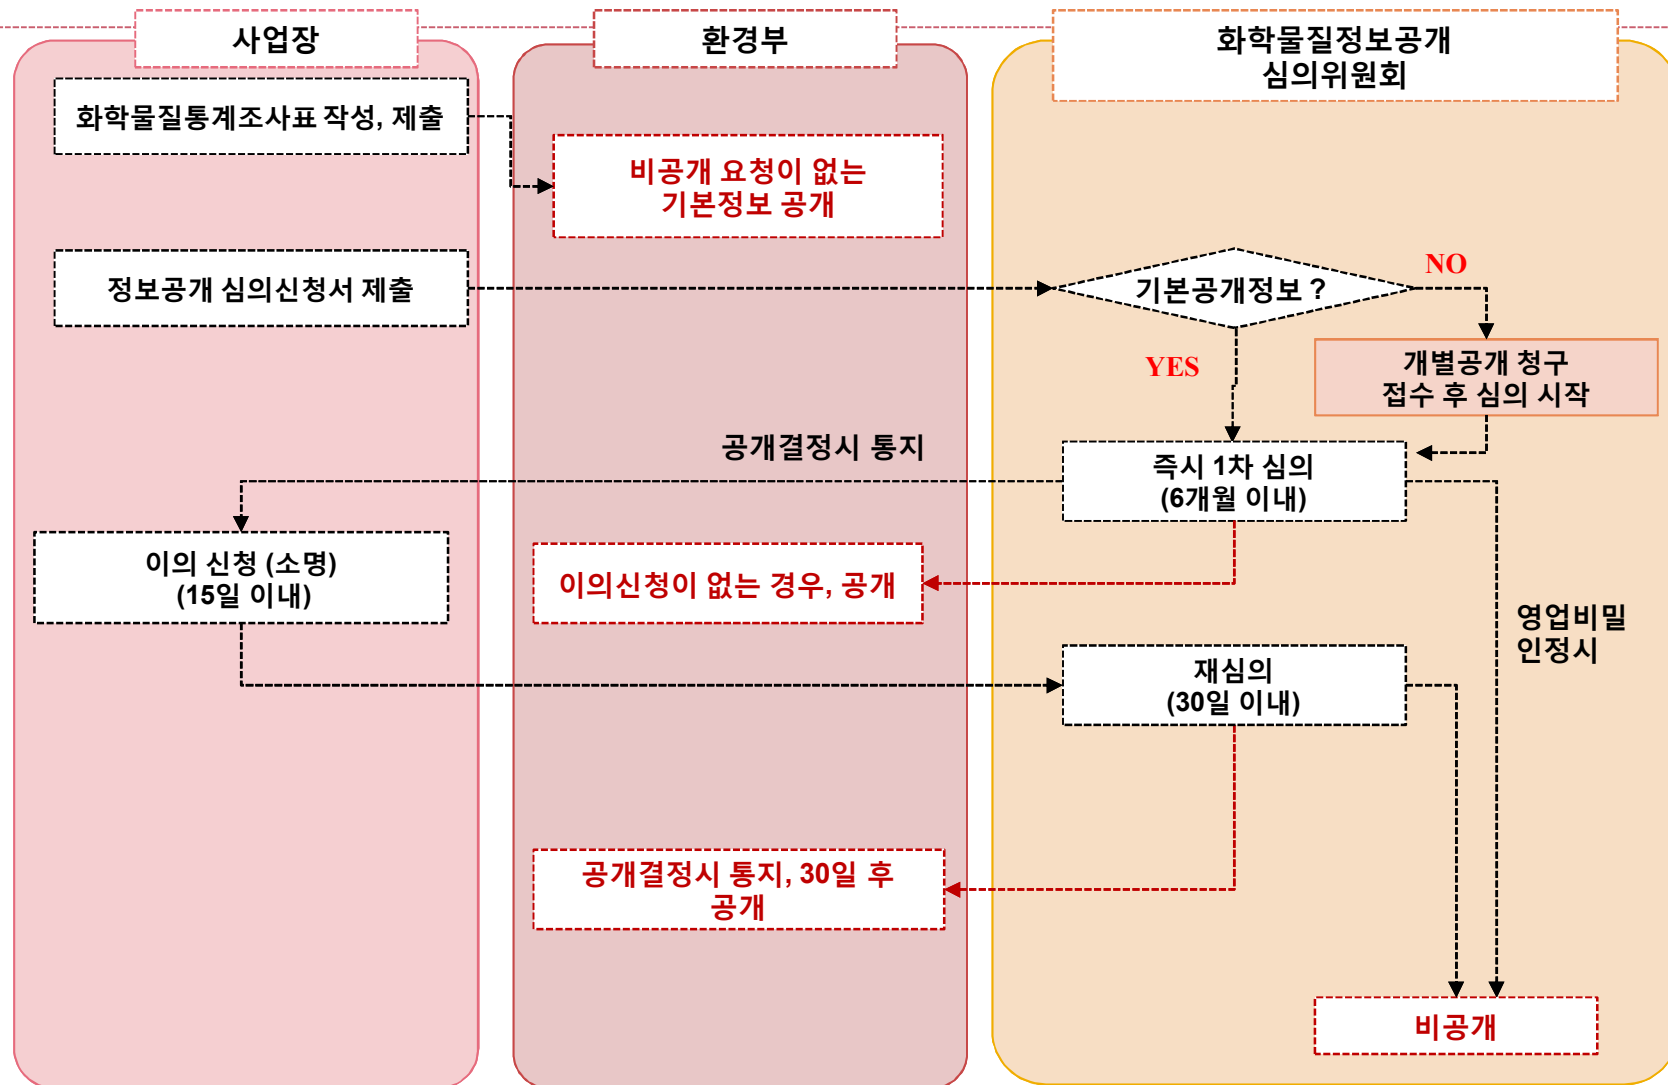 사업장
환경부
화학물질정보공개
심의위원회
화학물질통계조사표 작성, 제출
비공개 요청이 없는
기본정보 공개
정보공개 심의신청서 제출
기본공개정보 ?
NO
YES
개별공개 청구
접수 후 심의 시작
공개결정시 통지
즉시 1차 심의
(6개월 이내)
이의 신청 (소명)
(15일 이내)
이의신청이 없는 경우, 공개
영업비밀
인정시
재심의
(30일 이내)
공개결정시 통지, 30일 후
공개
비공개